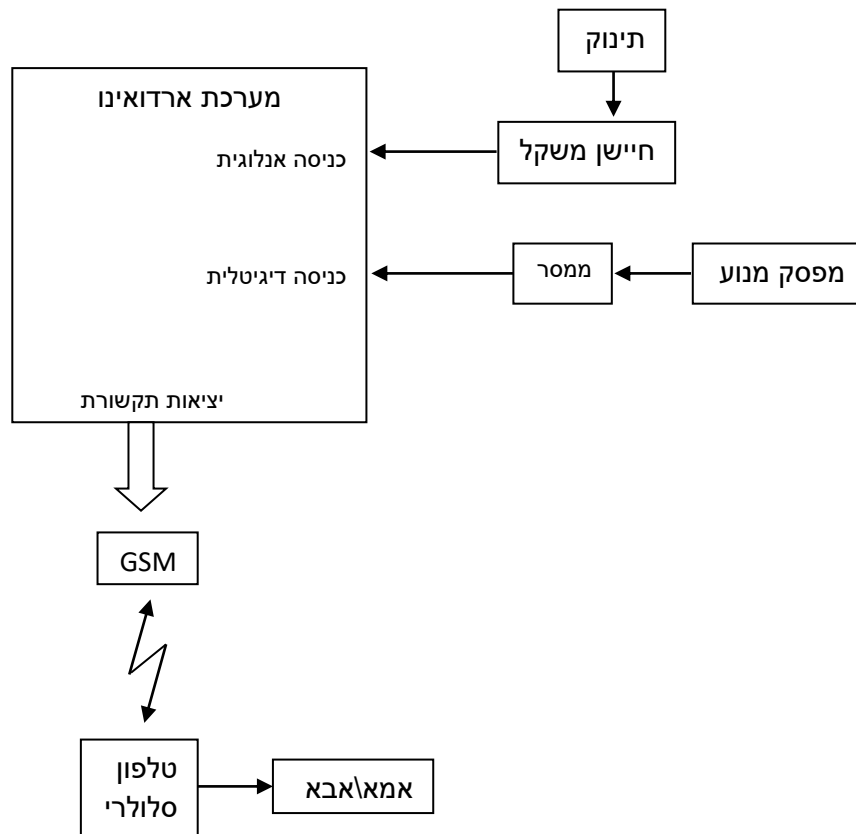 תינוק
מערכת ארדואינו
חיישן משקל
כניסה אנלוגית
מפסק מנוע
ממסר
כניסה דיגיטלית
יציאות תקשורת
GSM
טלפון
סלולרי
אמא\אבא